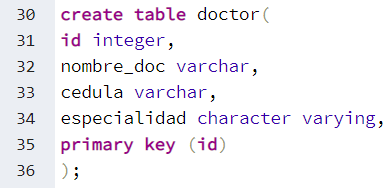 30 create table doctor(
31 id integer,
32 nombre_doc varchar,
33 cedula varchar,
34 especialidad character varying,
35 primary key (id)
36 );